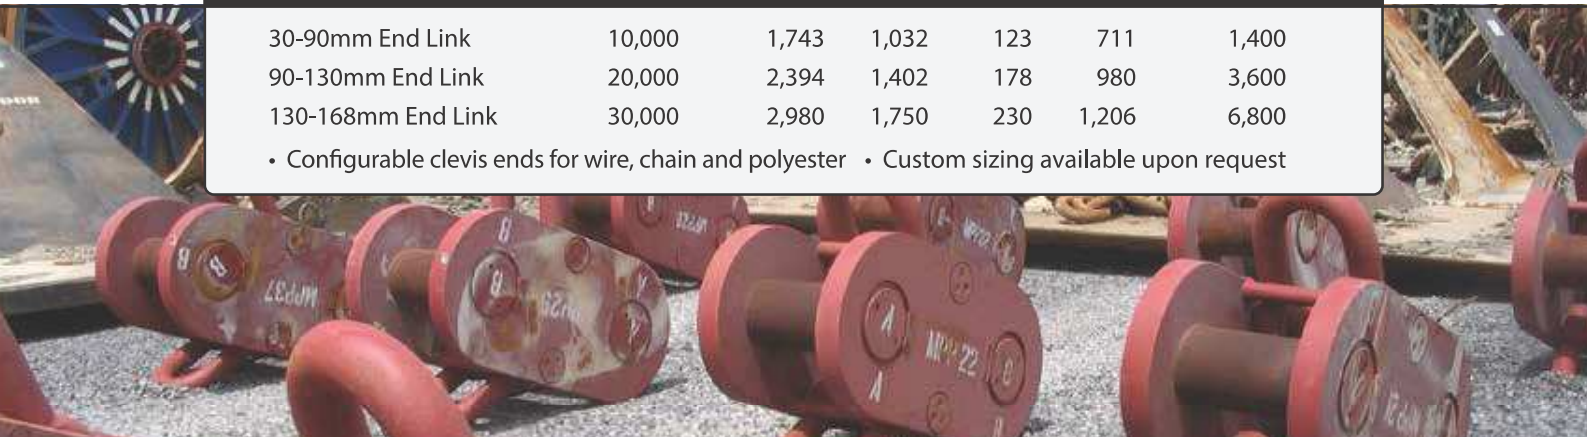 30-90mm End Link 10,000 1,743 1,032 123 711 1,400
90-130mm End Link 20,000 2,394 1,402 178 980 3,600
130-168mm End Link 30,000 2,980 1,750 230 1,206 6,800
• Configurable clevis ends for wire, chain and polyester • Custom sizing available upon request
B
B
MPP37
B
B
A
A
A
A